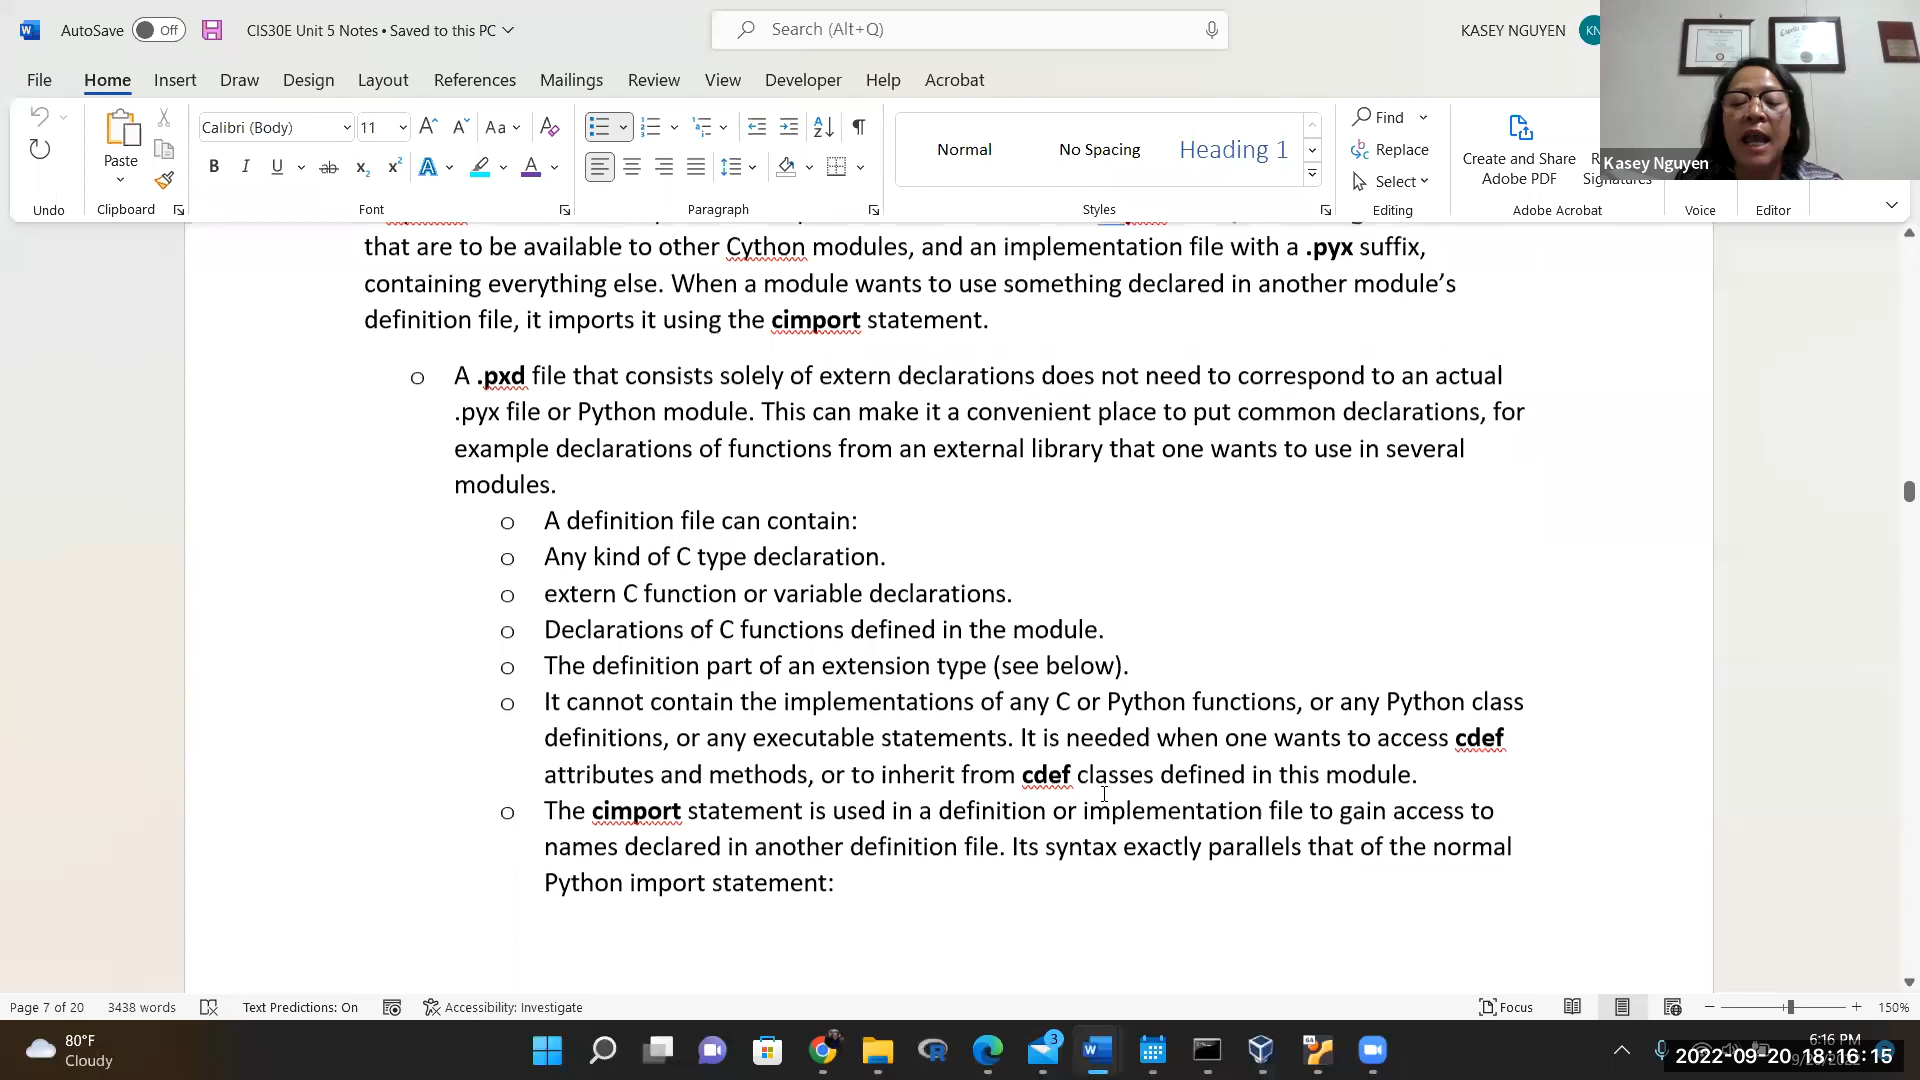 AutoSave Off CIS30E Unit 5 Notes • Saved to this PC Search (Alt+Q) KASEY NGUYEN KN
File Home Insert Draw Design Layout References Mailings Review View Developer Help Acrobat
Calibri (Body) 11 Aa
Paste
B I U ab x₂ x² A A
Normal No Spacing Heading 1
Find
Replace
Select
Create and Share
Adobe PDF
Signatures
Kasey Nguyen
Undo Clipboard Font Paragraph Styles Editing Adobe Acrobat Voice Editor
that are to be available to other Cython modules, and an implementation file with a .pyx suffix,
containing everything else. When a module wants to use something declared in another module’s
definition file, it imports it using the cimport statement.
o A .pxd file that consists solely of extern declarations does not need to correspond to an actual
.pyx file or Python module. This can make it a convenient place to put common declarations, for
example declarations of functions from an external library that one wants to use in several
modules.
o A definition file can contain:
o Any kind of C type declaration.
o extern C function or variable declarations.
o Declarations of C functions defined in the module.
o The definition part of an extension type (see below).
o It cannot contain the implementations of any C or Python functions, or any Python class
definitions, or any executable statements. It is needed when one wants to access cdef
attributes and methods, or to inherit from cdef classes defined in this module.
o The cimport statement is used in a definition or implementation file to gain access to
names declared in another definition file. Its syntax exactly parallels that of the normal
Python import statement:
Page 7 of 20 3438 words Text Predictions: On Accessibility: Investigate Focus 150%
80°F
Cloudy
3
6:16 PM
2022-09-20 18:16:15